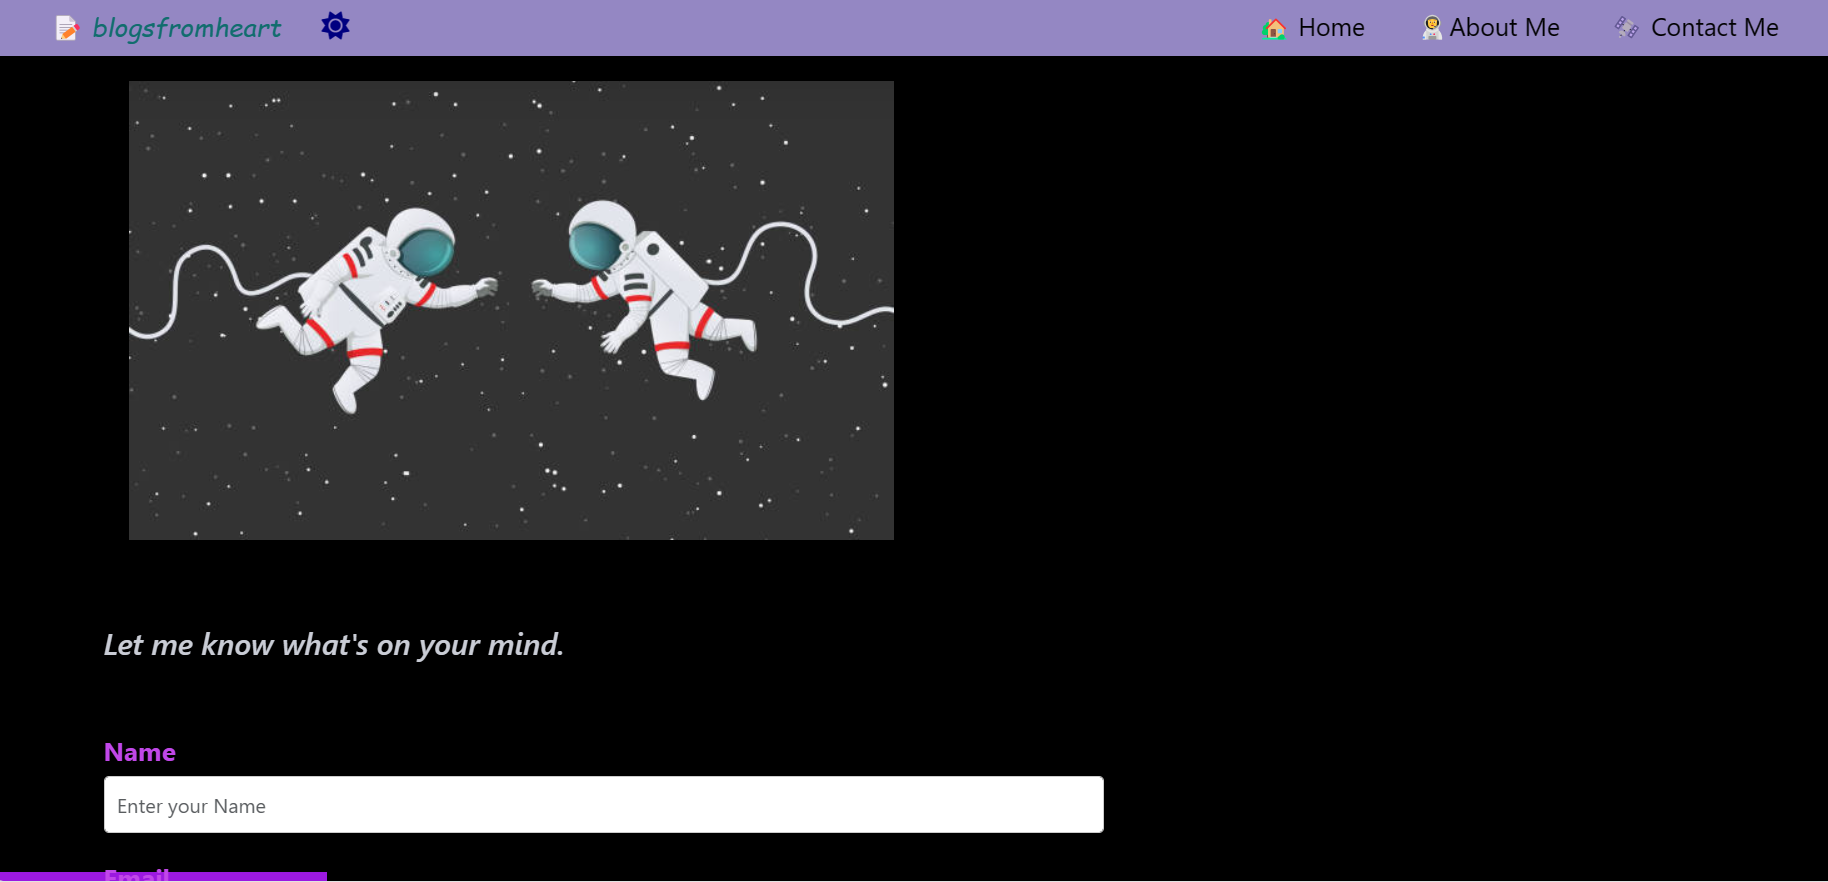 blogsfromheart
Home
About Me
Contact Me
Let me know what's on your mind.
Name
Enter your Name
Email